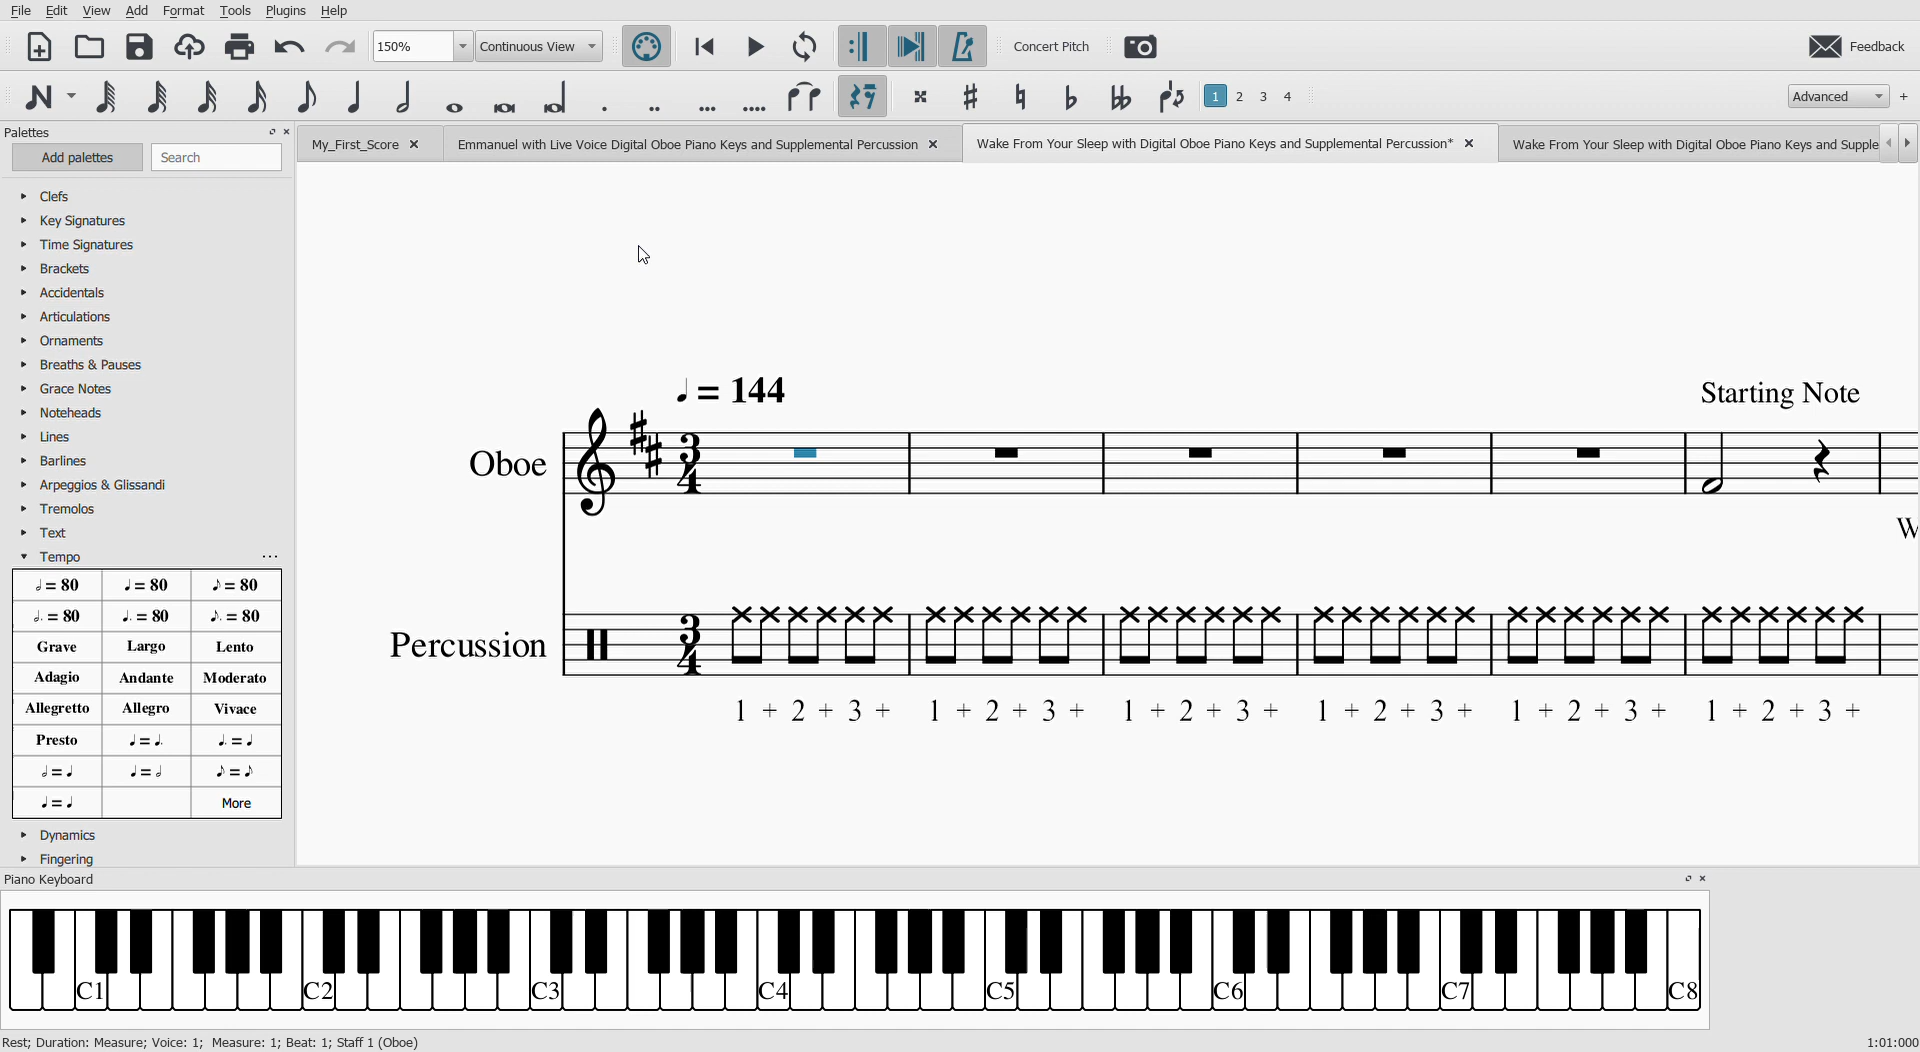 File Edit View Add Format Tools Plugins Help
150% Continuous View Concert Pitch Feedback
1 2 3 4 Advanced +
Palettes
Add palettes Search
My_First_Score Emmanuel with Live Voice Digital Oboe Piano Keys and Supplemental Percussion Wake From Your Sleep with Digital Oboe Piano Keys and Supplemental Percussion* Wake From Your Sleep with Digital Oboe Piano Keys and Supple
Clefs
Key Signatures
Time Signatures
Brackets
Accidentals
Articulations
Ornaments
Breaths & Pauses
Grace Notes
Noteheads
Lines
Barlines
Arpeggios & Glissandi
Tremolos
Text
Tempo ...
𝅗𝅥 = 80 ♩ = 80 ♪ = 80
𝅗𝅥. = 80 ♩. = 80 ♪. = 80
Grave Largo Lento
Adagio Andante Moderato
Allegretto Allegro Vivace
Presto ♩ = ♩. ♩. = ♩
𝅗𝅥 = ♩ ♩ = 𝅗𝅥 ♪ = ♪
♩ = ♩ More
Dynamics
Fingering
♩ = 144 Starting Note
Oboe 3/4
W
Percussion 3/4
1 + 2 + 3 + 1 + 2 + 3 + 1 + 2 + 3 + 1 + 2 + 3 + 1 + 2 + 3 + 1 + 2 + 3 +
Piano Keyboard
C1 C2 C3 C4 C5 C6 C7 C8
Rest; Duration: Measure; Voice: 1; Measure: 1; Beat: 1; Staff 1 (Oboe) 1:01:000